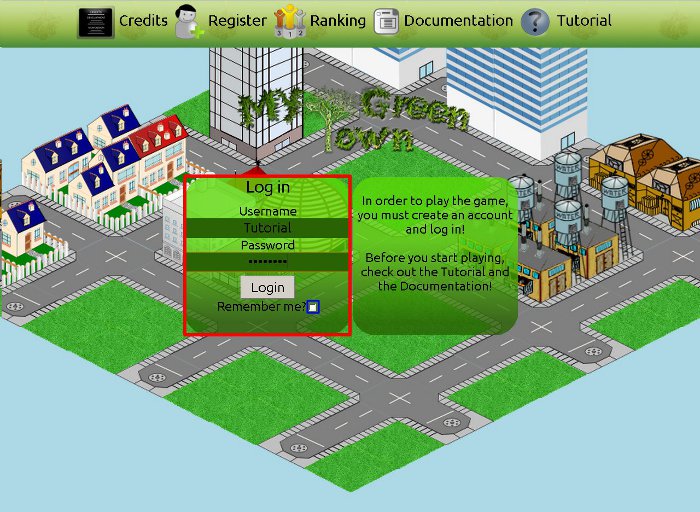 Credits Register Ranking Documentation Tutorial
My Green
Town
Log in
Username
Tutorial
Password
••••••••
Login
Remember me?
In order to play the game,
you must create an account
and log in!
Before you start playing,
check out the Tutorial and
the Documentation!